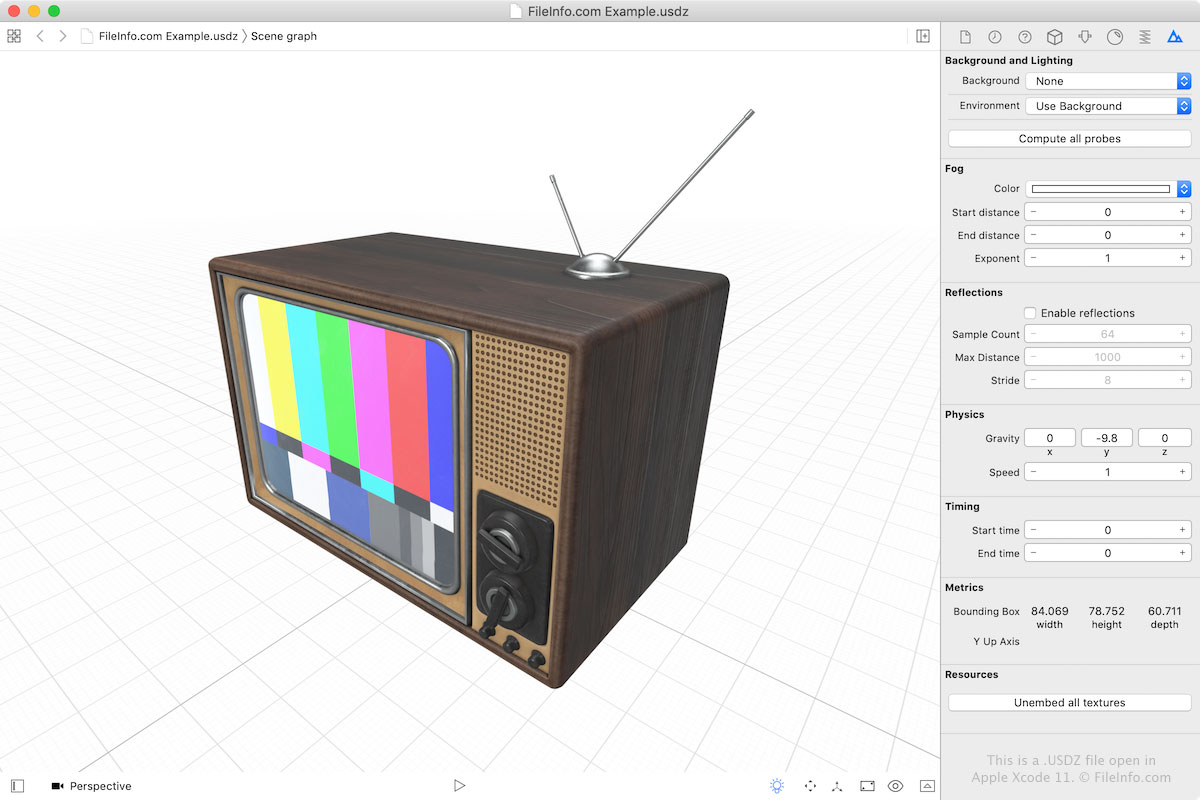 FileInfo.com Example.usdz
FileInfo.com Example.usdz 〉 Scene graph
Background and Lighting
Background None
Environment Use Background
Compute all probes
Fog
Color
Start distance − 0 +
End distance − 0 +
Exponent − 1 +
Reflections
Enable reflections
Sample Count − 64 +
Max Distance − 1000 +
Stride − 8 +
Physics
Gravity 0 -9.8 0
x y z
Speed − 1 +
Timing
Start time − 0 +
End time − 0 +
Metrics
Bounding Box 84.069 78.752 60.711
width height depth
Y Up Axis
Resources
Unembed all textures
This is a .USDZ file open in
Apple Xcode 11. © FileInfo.com
Perspective